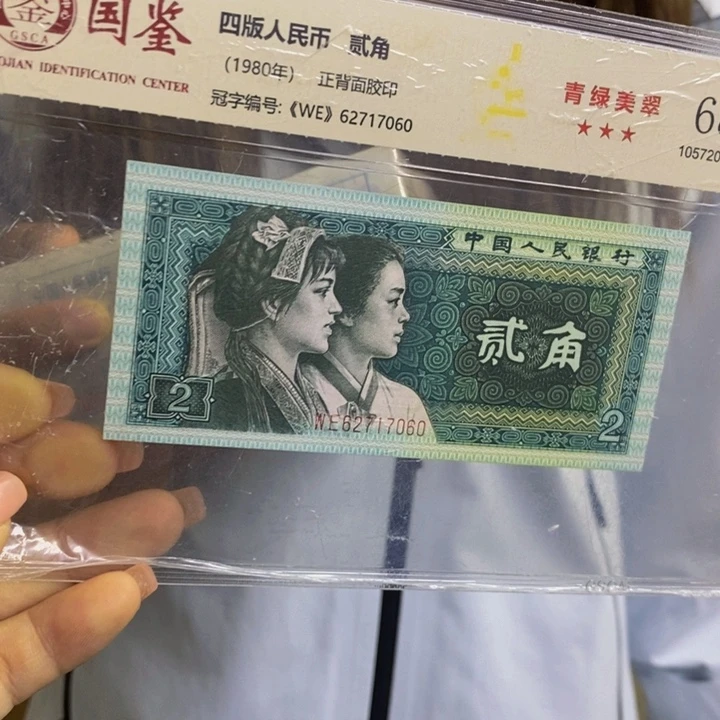 国鉴
GSCA
OJIAN IDENTIFICATION CENTER
四版人民币 贰角
(1980年) 正背面胶印
冠字编号:《WE》62717060
青绿美翠
★★★
105720
中国人民银行
贰角
2
WE62717060
2